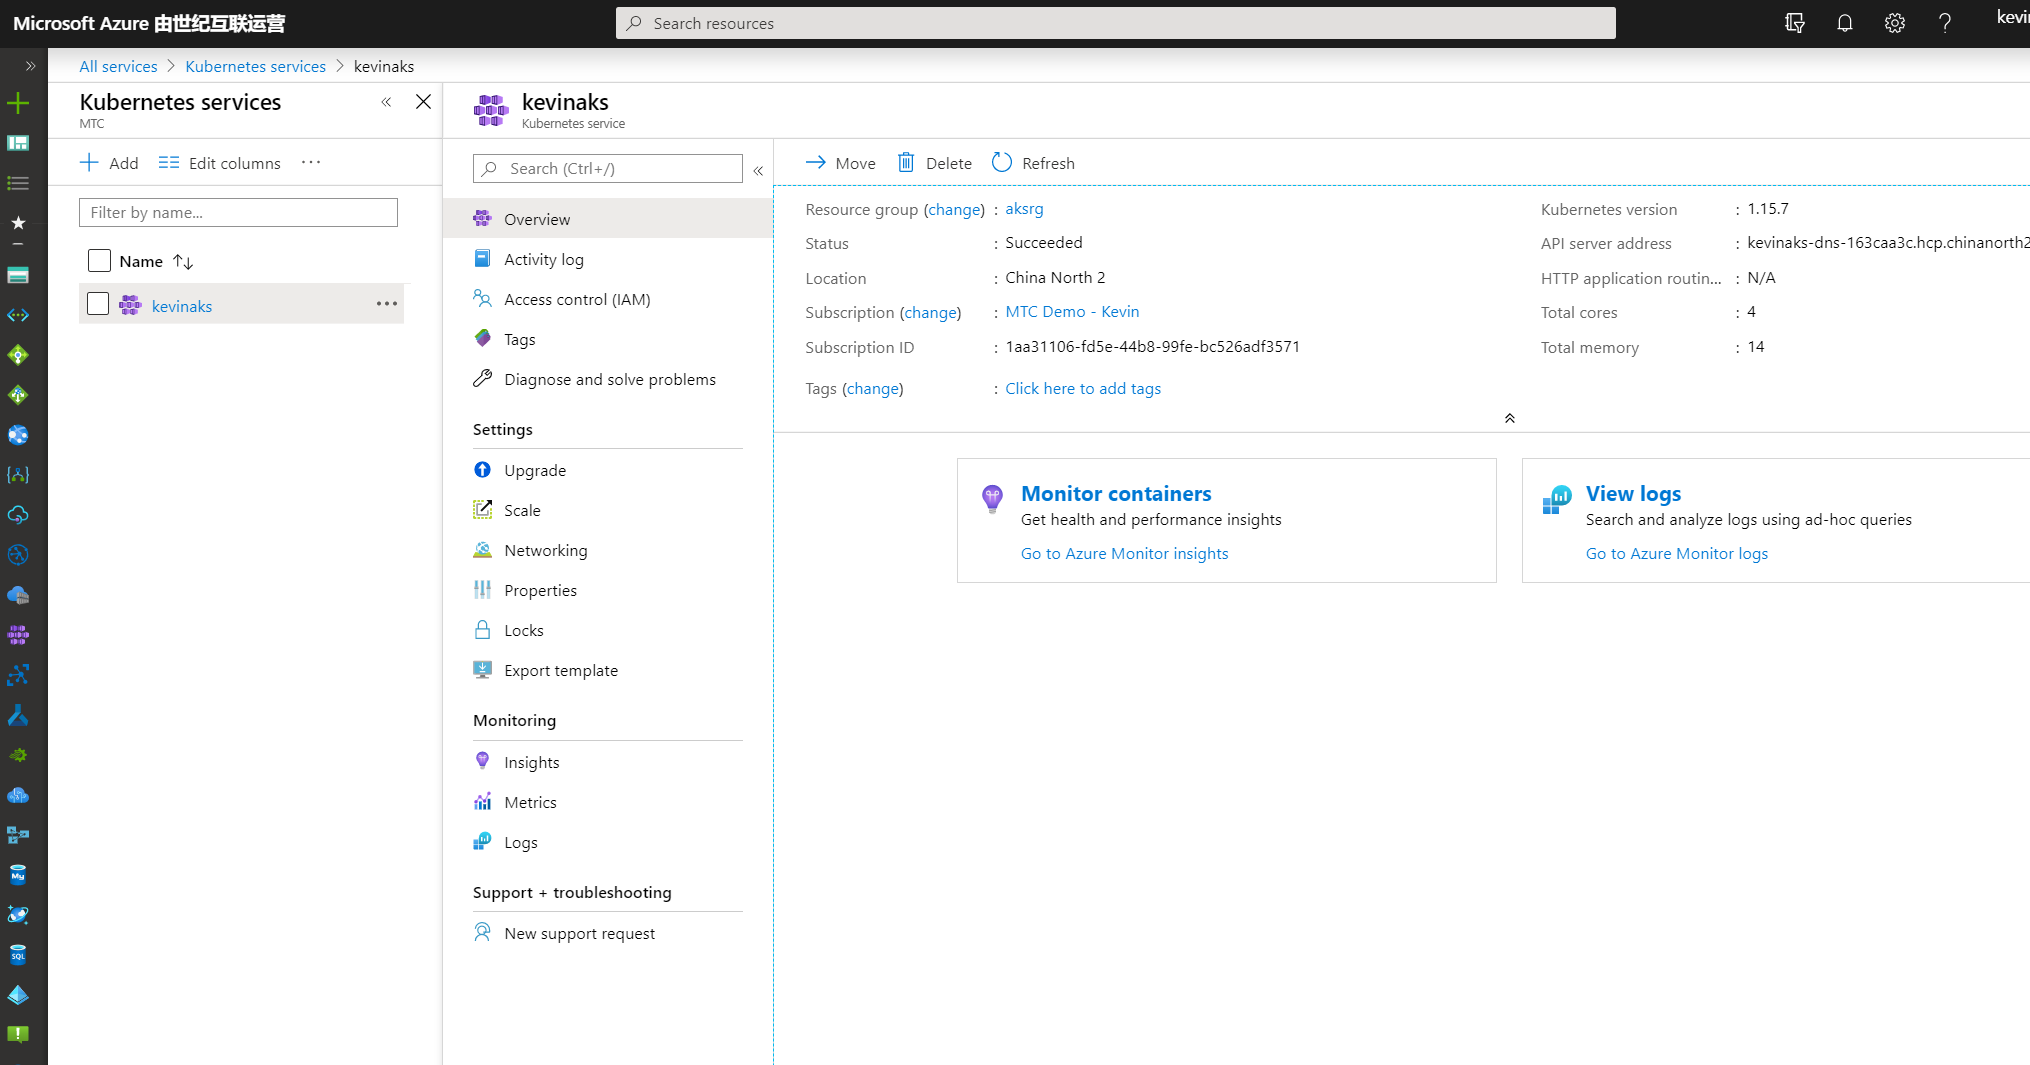 Microsoft Azure 由世纪互联运营
Search resources
kevi
All services > Kubernetes services > kevinaks
Kubernetes services
MTC
Add
Edit columns
Filter by name...
Name
kevinaks
kevinaks
Kubernetes service
Search (Ctrl+/)
Overview
Activity log
Access control (IAM)
Tags
Diagnose and solve problems
Settings
Upgrade
Scale
Networking
Properties
Locks
Export template
Monitoring
Insights
Metrics
Logs
Support + troubleshooting
New support request
Move
Delete
Refresh
Resource group (change) : aksrg
Status : Succeeded
Location : China North 2
Subscription (change) : MTC Demo - Kevin
Subscription ID : 1aa31106-fd5e-44b8-99fe-bc526adf3571
Tags (change) : Click here to add tags
Kubernetes version : 1.15.7
API server address : kevinaks-dns-163caa3c.hcp.chinanorth2
HTTP application routin... : N/A
Total cores : 4
Total memory : 14
Monitor containers
Get health and performance insights
Go to Azure Monitor insights
View logs
Search and analyze logs using ad-hoc queries
Go to Azure Monitor logs